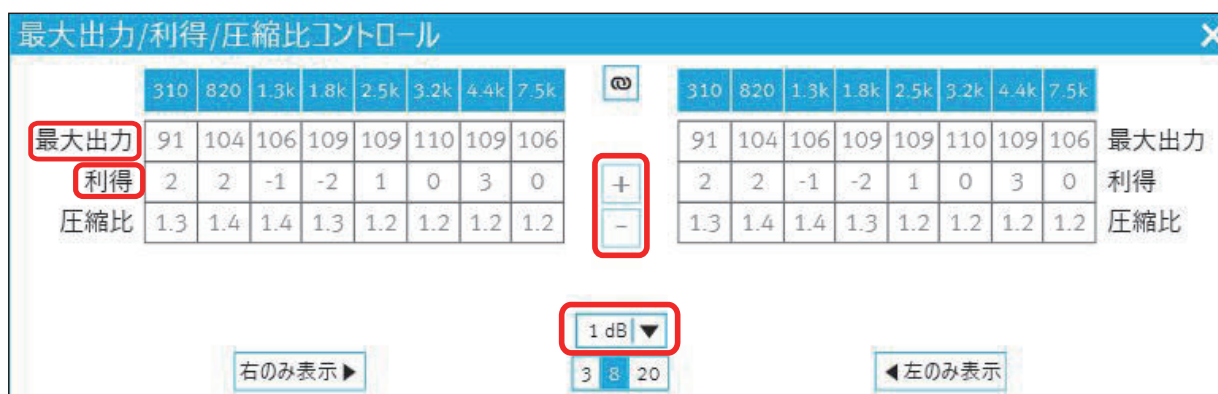 最大出力/利得/圧縮比コントロール ×
310 820 1.3k 1.8k 2.5k 3.2k 4.4k 7.5k 310 820 1.3k 1.8k 2.5k 3.2k 4.4k 7.5k
最大出力 91 104 106 109 109 110 109 106 91 104 106 109 109 110 109 106 最大出力
利得 2 2 -1 -2 1 0 3 0 + 2 2 -1 -2 1 0 3 0 利得
圧縮比 1.3 1.4 1.4 1.3 1.2 1.2 1.2 1.2 - 1.3 1.4 1.4 1.3 1.2 1.2 1.2 1.2 圧縮比
1 dB ▼
右のみ表示▶ 3 8 20 ◀左のみ表示